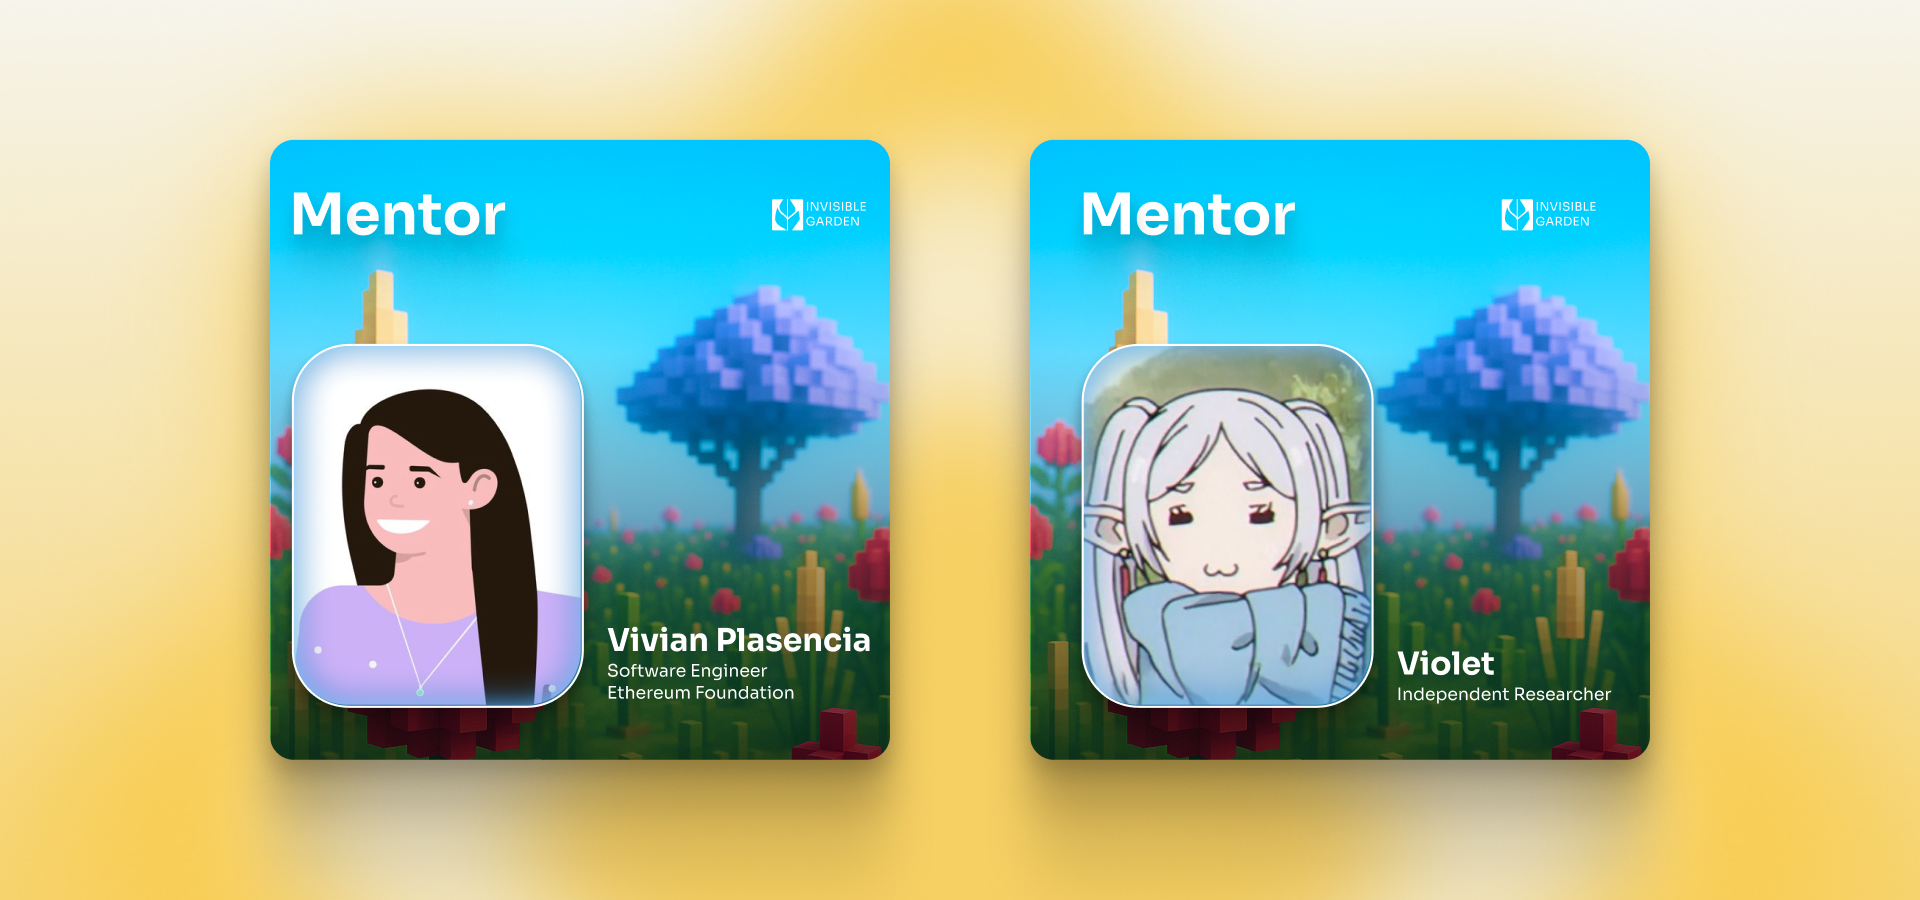 Mentor
INVISIBLE
GARDEN
Vivian Plasencia
Software Engineer
Ethereum Foundation
Mentor
INVISIBLE
GARDEN
Violet
Independent Researcher